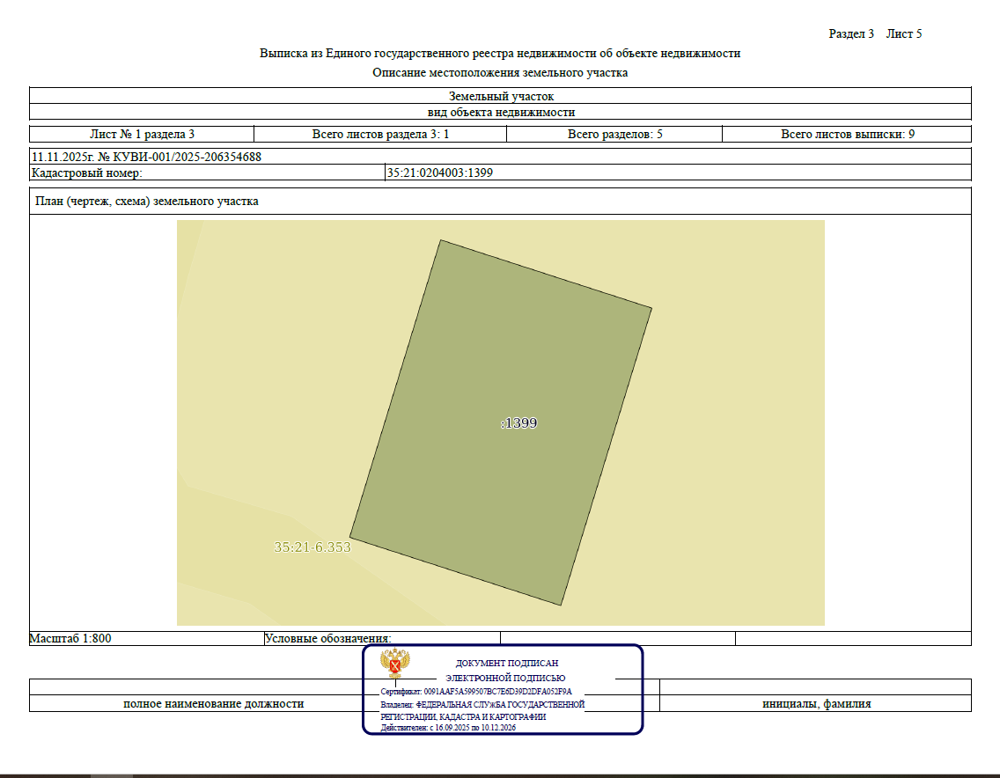 Раздел 3 Лист 5
Выписка из Единого государственного реестра недвижимости об объекте недвижимости
Описание местоположения земельного участка
Земельный участок
вид объекта недвижимости
Лист № 1 раздела 3 Всего листов раздела 3: 1 Всего разделов: 5 Всего листов выписки: 9
11.11.2025г. № КУВИ-001/2025-206354688
Кадастровый номер: 35:21:0204003:1399
План (чертеж, схема) земельного участка
:1399
35:21-6.353
Масштаб 1:800 Условные обозначения:
ДОКУМЕНТ ПОДПИСАН
ЭЛЕКТРОННОЙ ПОДПИСЬЮ
Сертификат: 0091AAF5A599507BC7E6D39D2DFA052F9A
Владелец: ФЕДЕРАЛЬНАЯ СЛУЖБА ГОСУДАРСТВЕННОЙ
РЕГИСТРАЦИИ, КАДАСТРА И КАРТОГРАФИИ
Действителен: с 16.09.2025 по 10.12.2026
полное наименование должности инициалы, фамилия